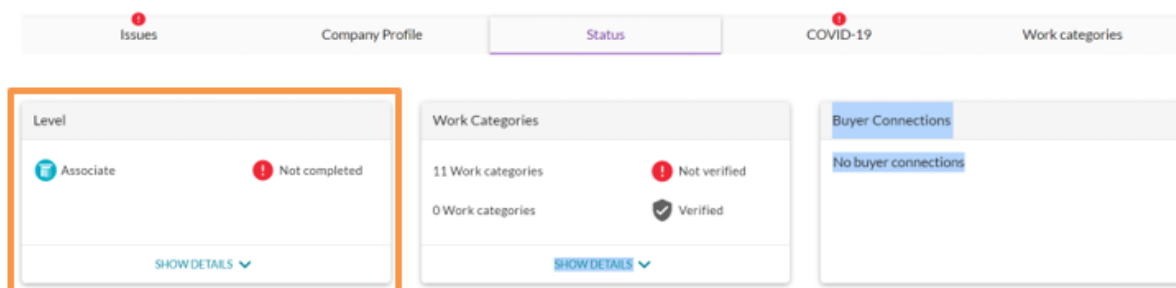 Issues
Company Profile
Status
COVID-19
Work categories
Level
Associate
Not completed
SHOW DETAILS
Work Categories
11 Work categories
Not verified
0 Work categories
Verified
SHOW DETAILS
Buyer Connections
No buyer connections